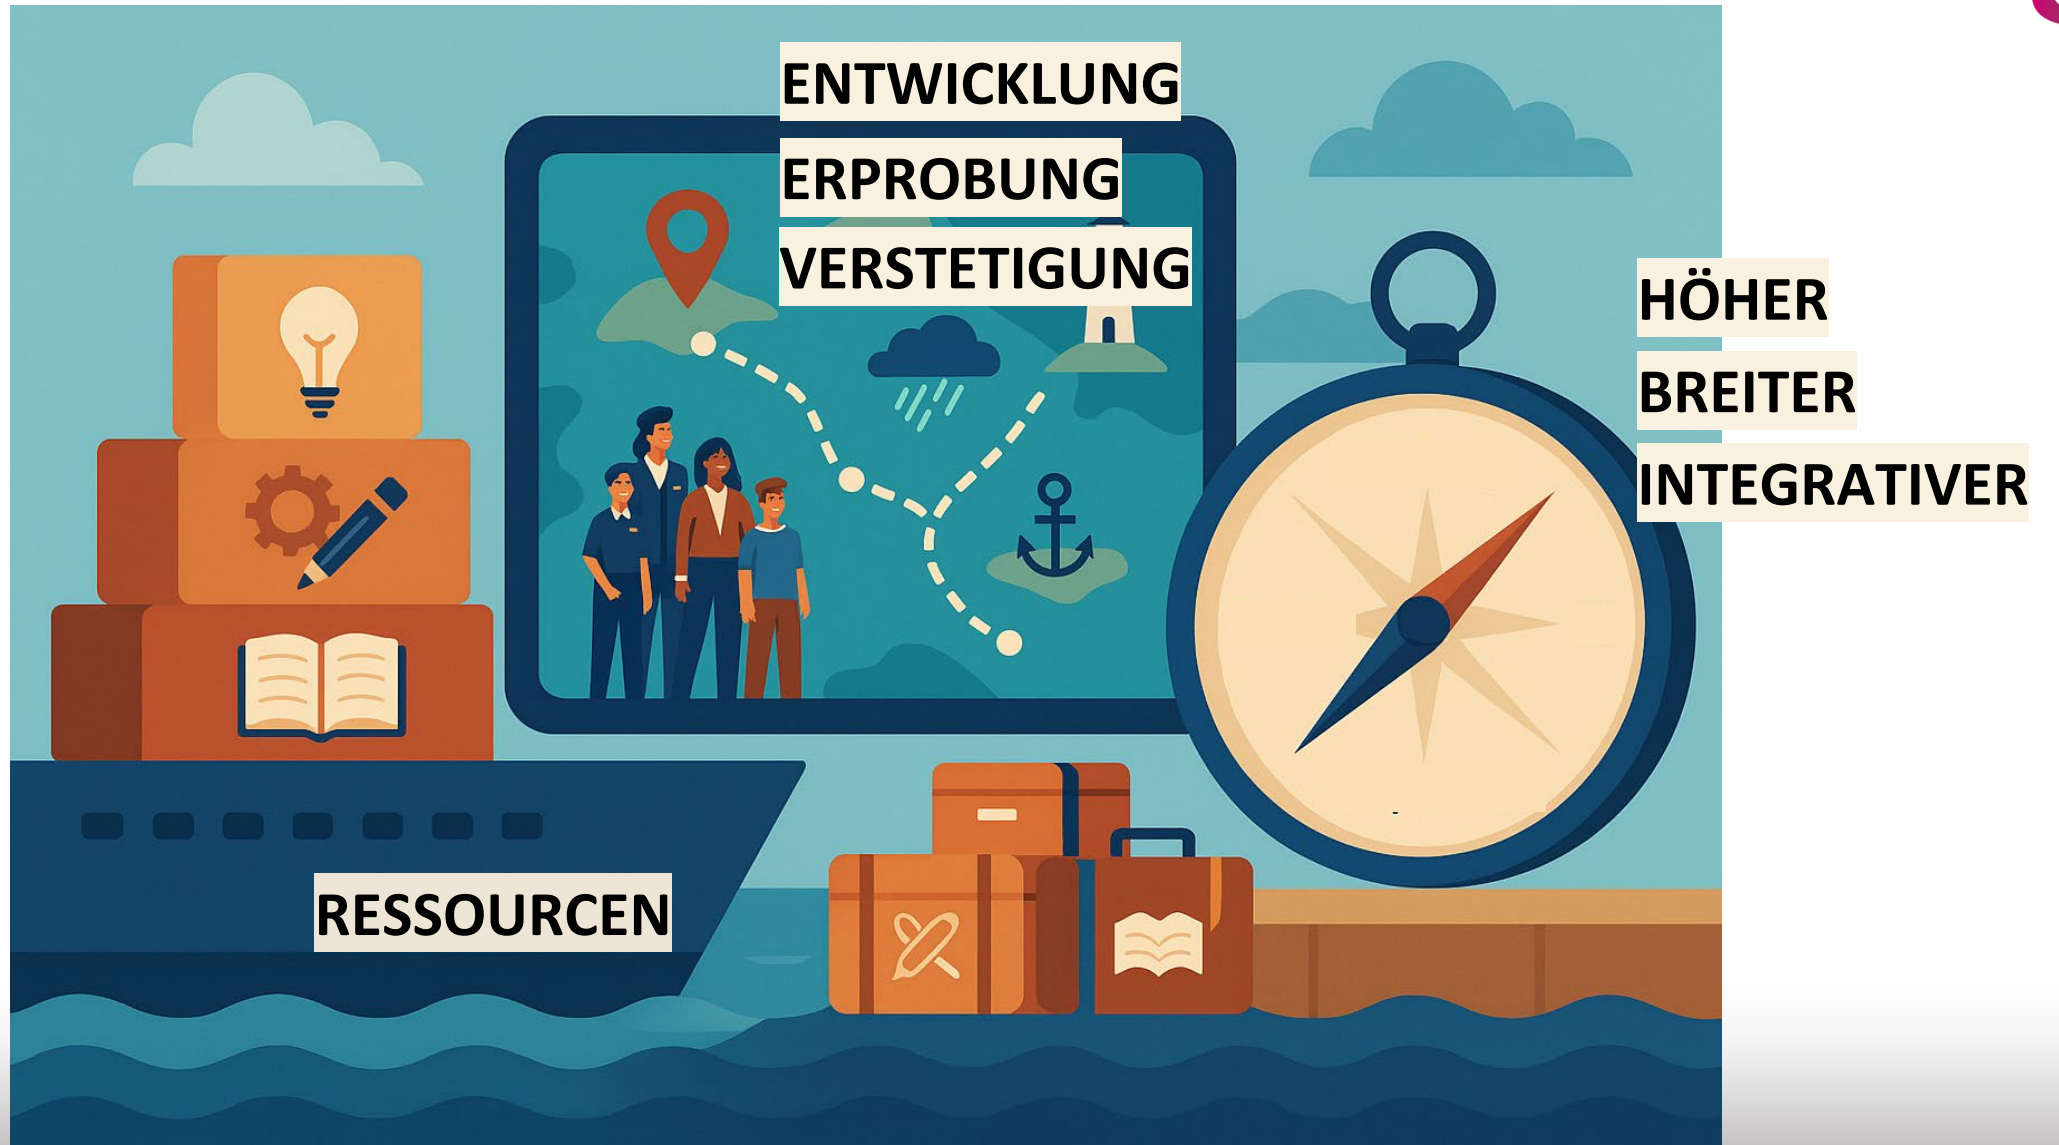 ENTWICKLUNG
ERPROBUNG
VERSTETIGUNG
HÖHER
BREITER
INTEGRATIVER
RESSOURCEN